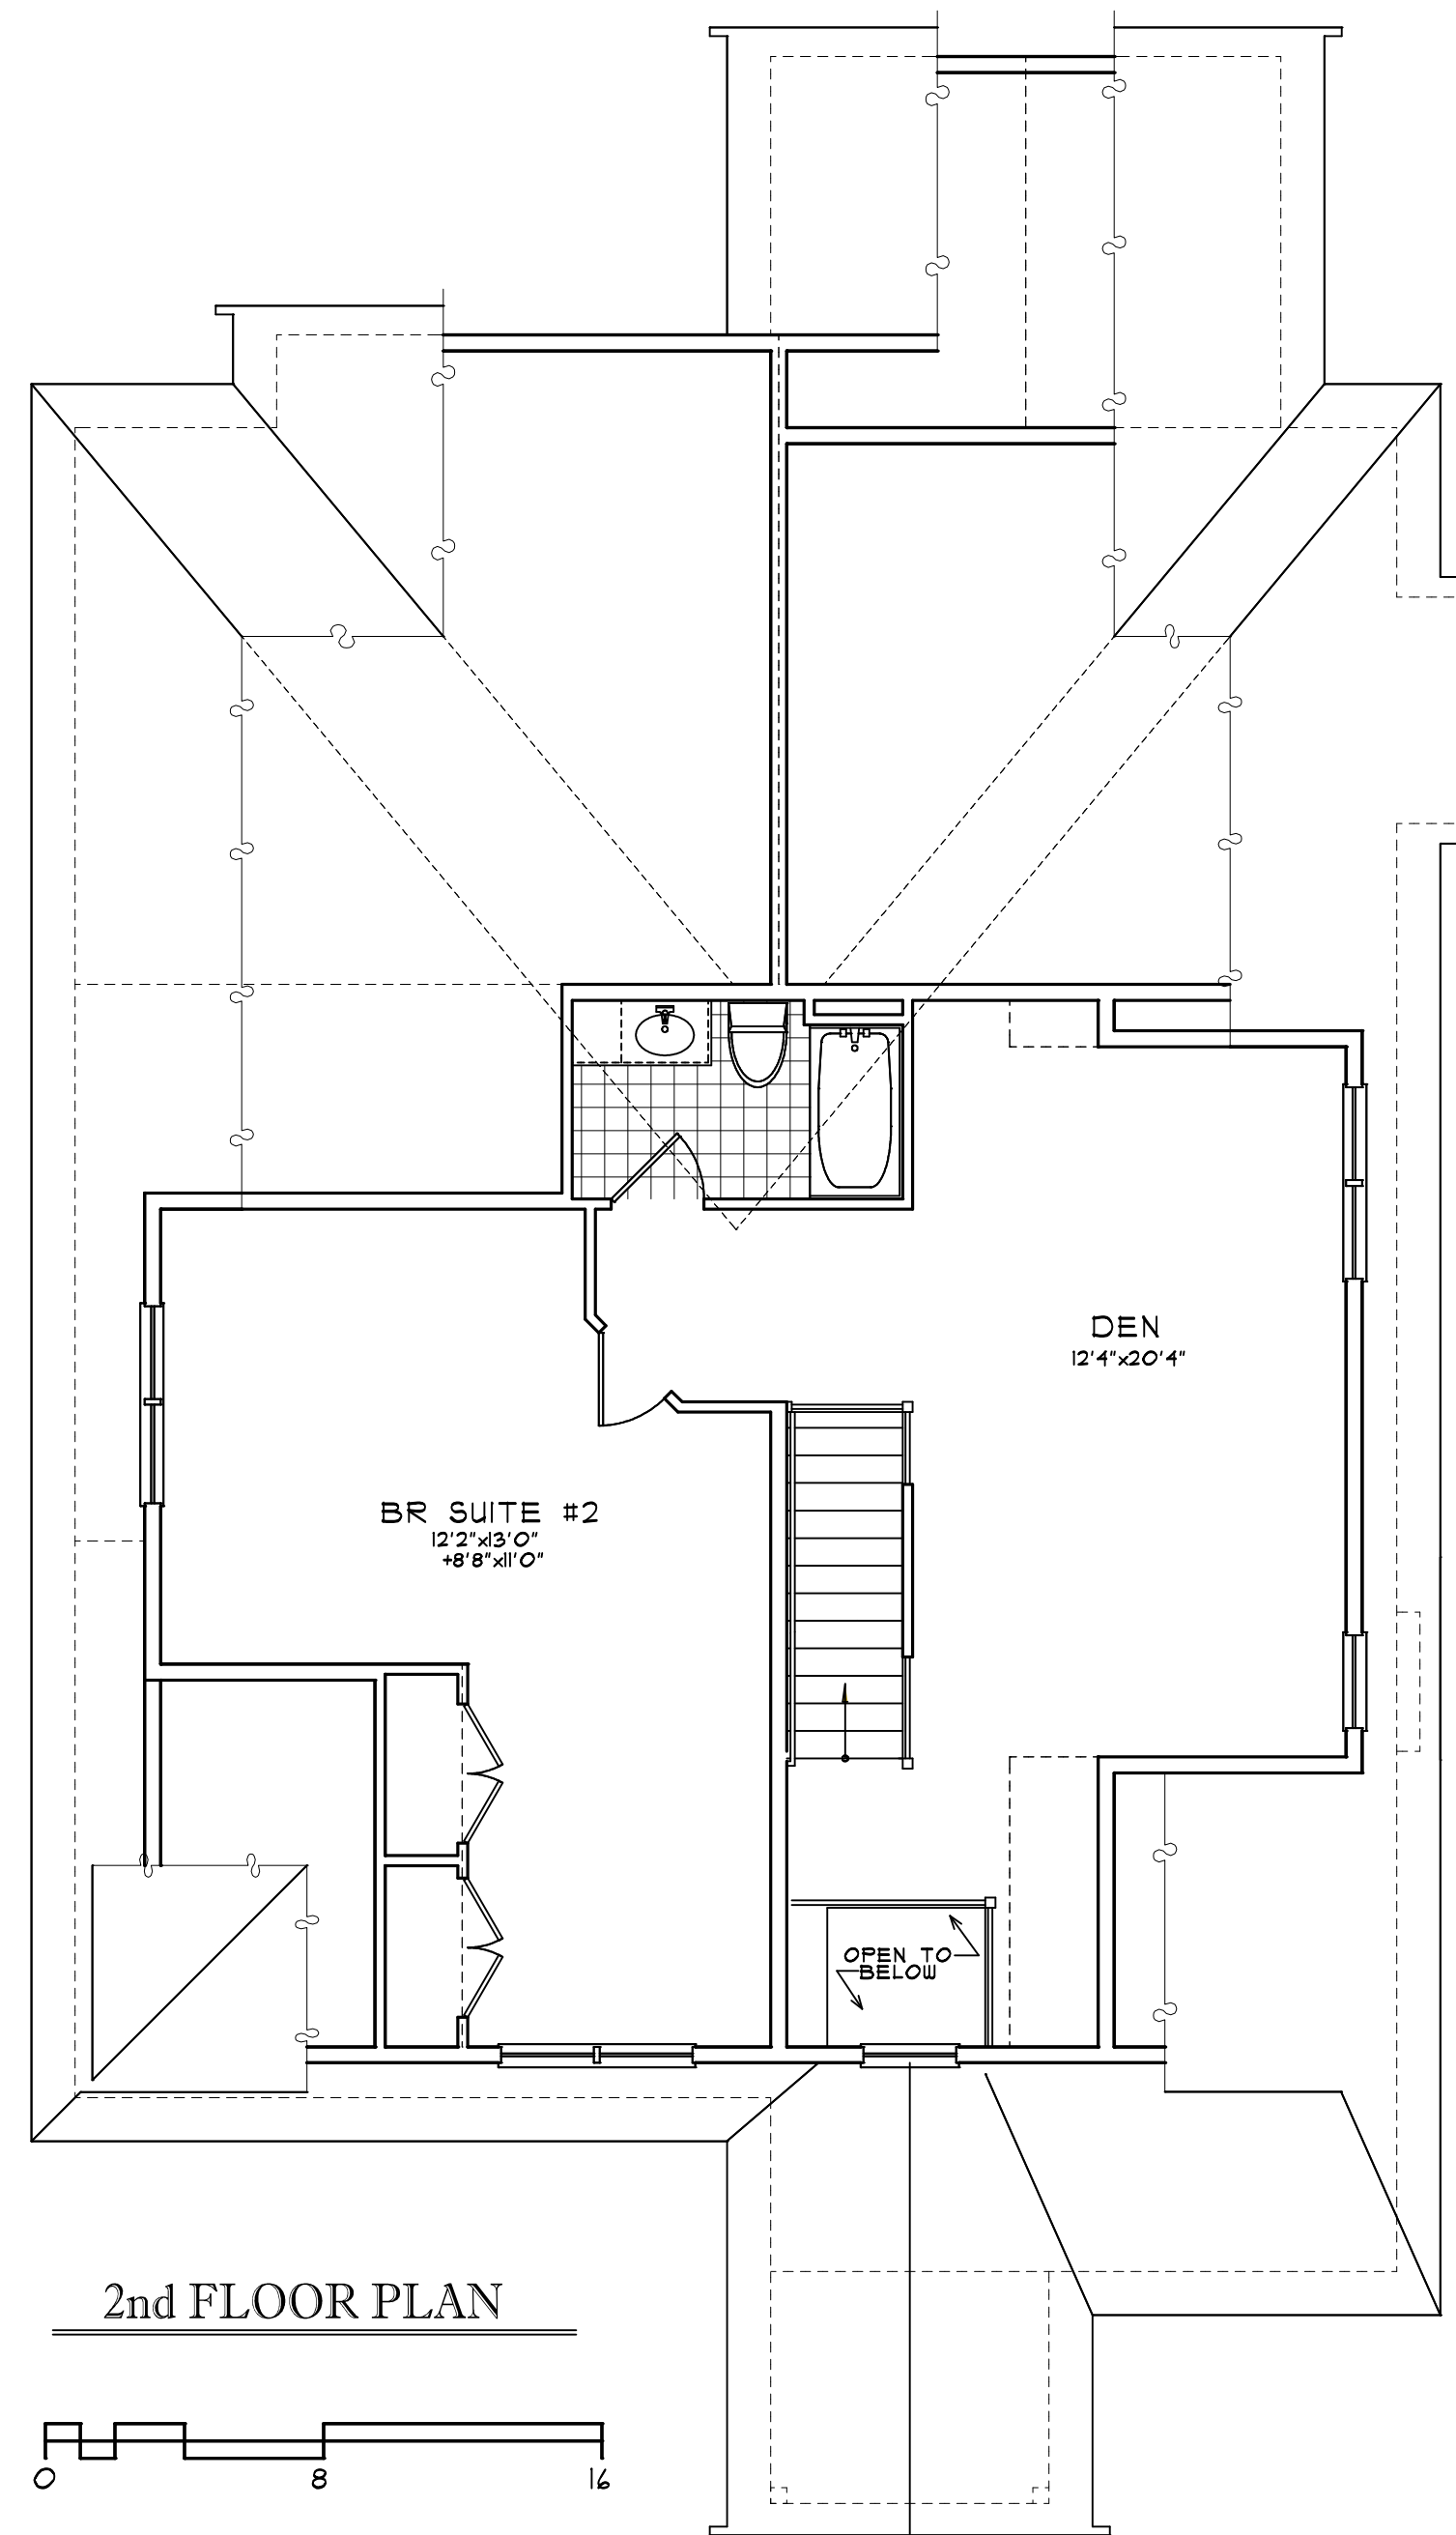 DEN
12'4"x20'4"
BR SUITE #2
12'2"x13'0"
+8'8"x11'0"
OPEN TO
BELOW
2nd FLOOR PLAN
0 8 16